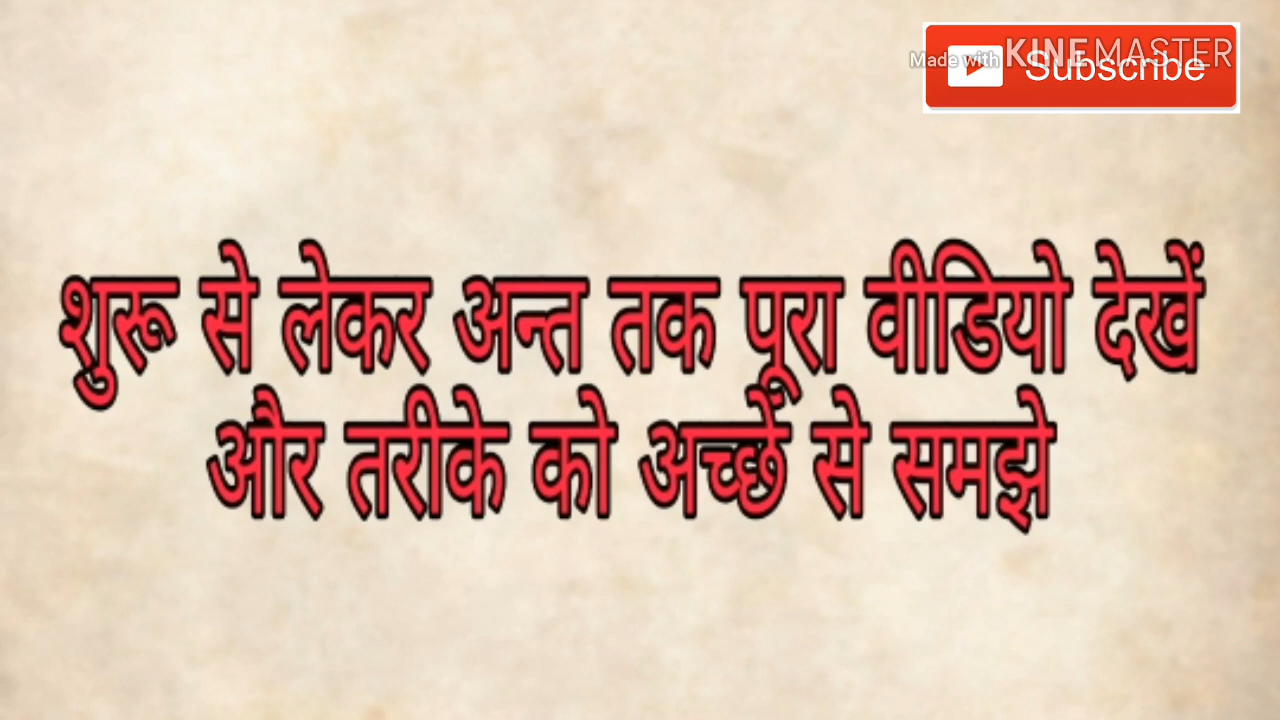 Made with KINEMASTER
Subscribe
शुरू से लेकर अन्त तक पूरा वीडियो देखें
और तरीके को अच्छें से समझे